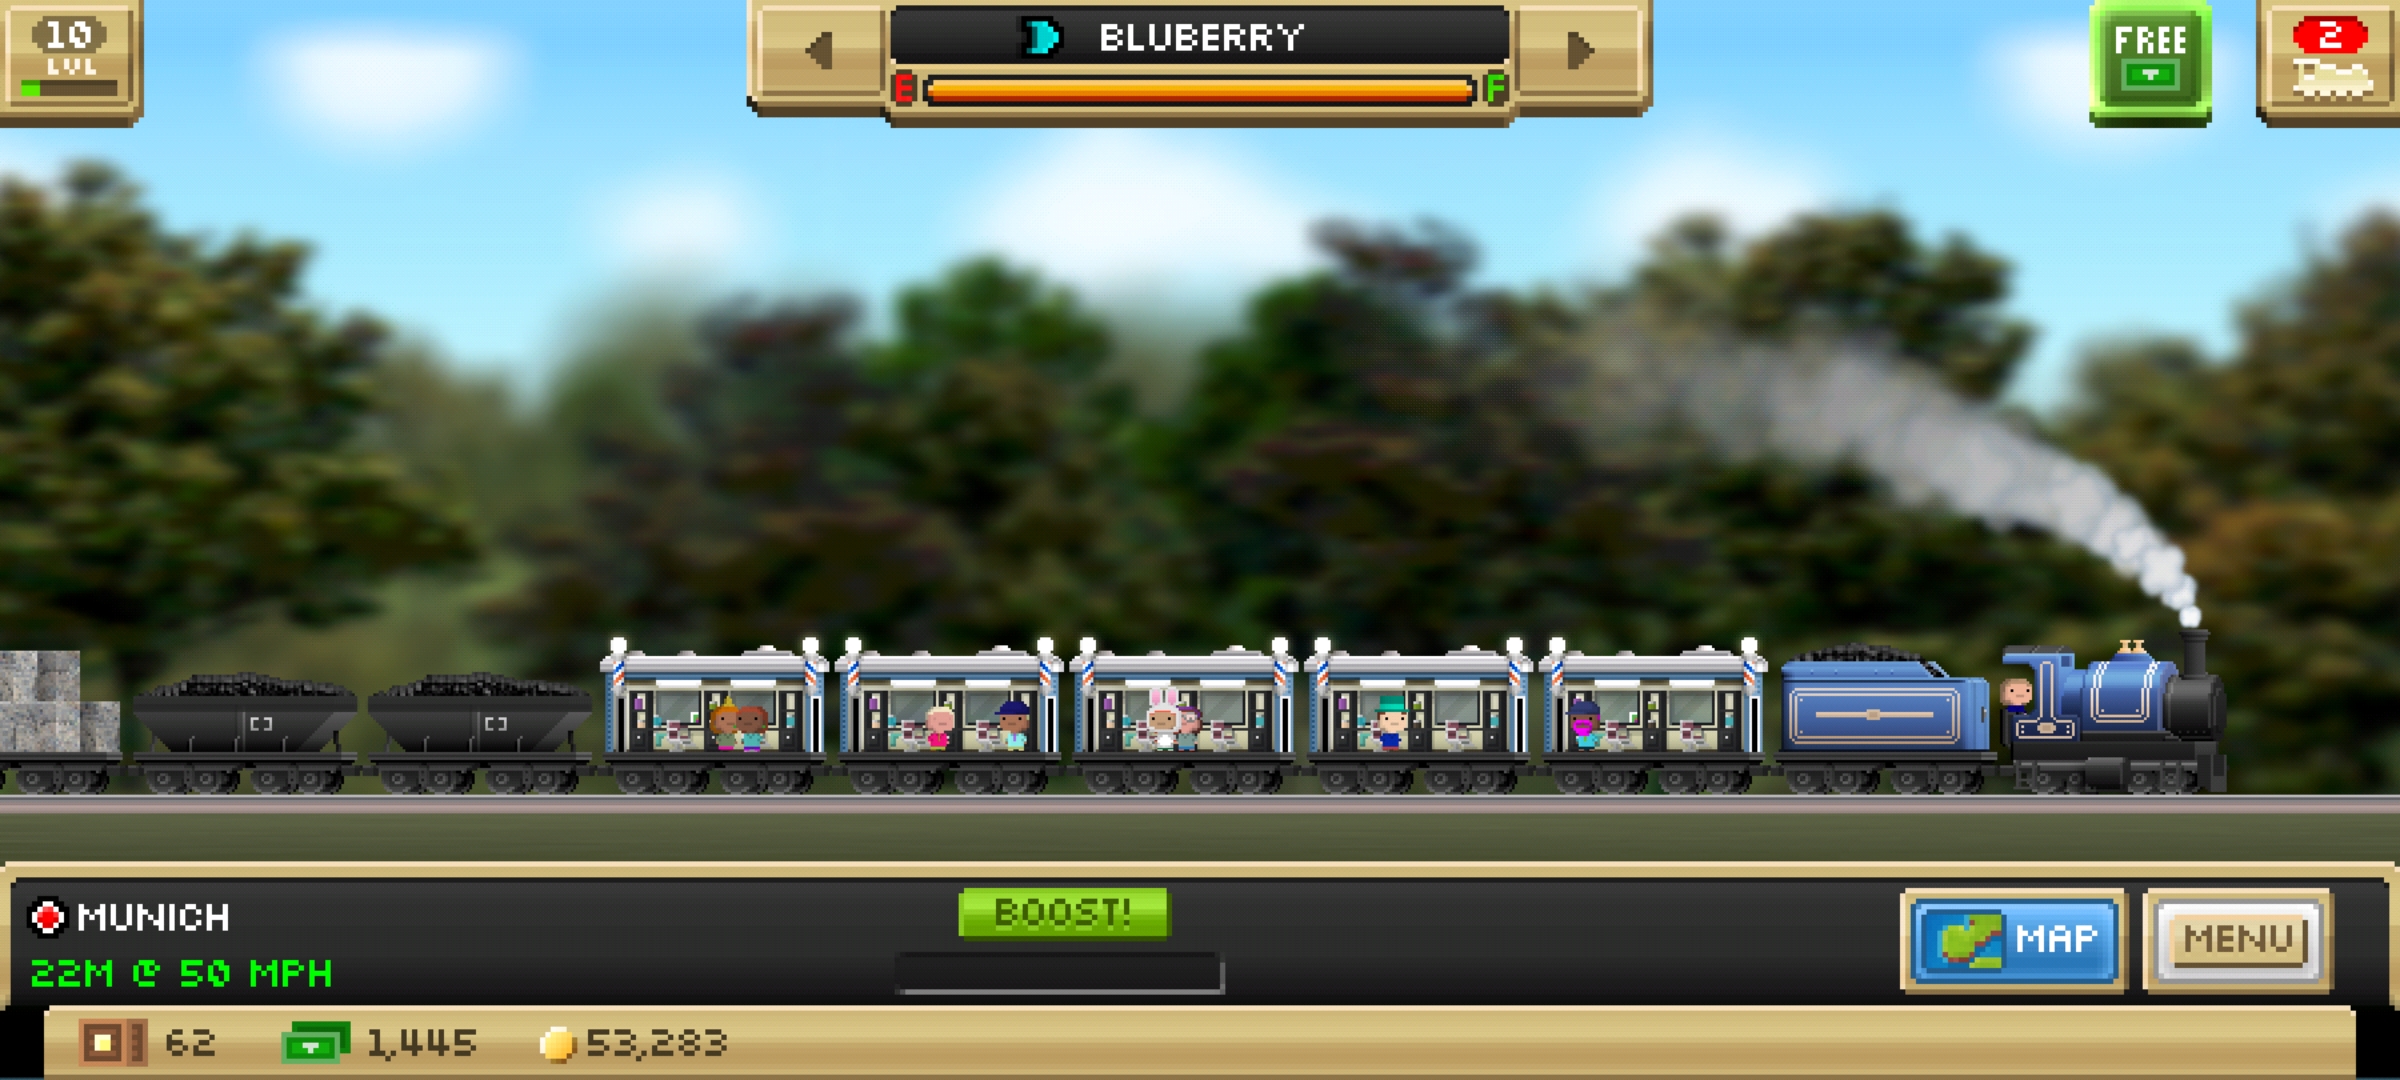 10
LVL
BLUBERRY
E F
FREE
2
MUNICH
22M @ 50 MPH
BOOST!
MAP
MENU
62 1,445 53,283